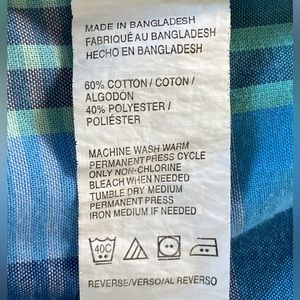 MADE IN BANGLADESH
FABRIQUÉ AU BANGLADESH
HECHO EN BANGLADESH
60% COTTON / COTON /
ALGODON
40% POLYESTER /
POLIÉSTER
MACHINE WASH WARM
PERMANENT PRESS CYCLE
ONLY NON-CHLORINE
BLEACH WHEN NEEDED
TUMBLE DRY MEDIUM
PERMANENT PRESS
IRON MEDIUM IF NEEDED
40C
REVERSE/VERSO/AL REVERSO